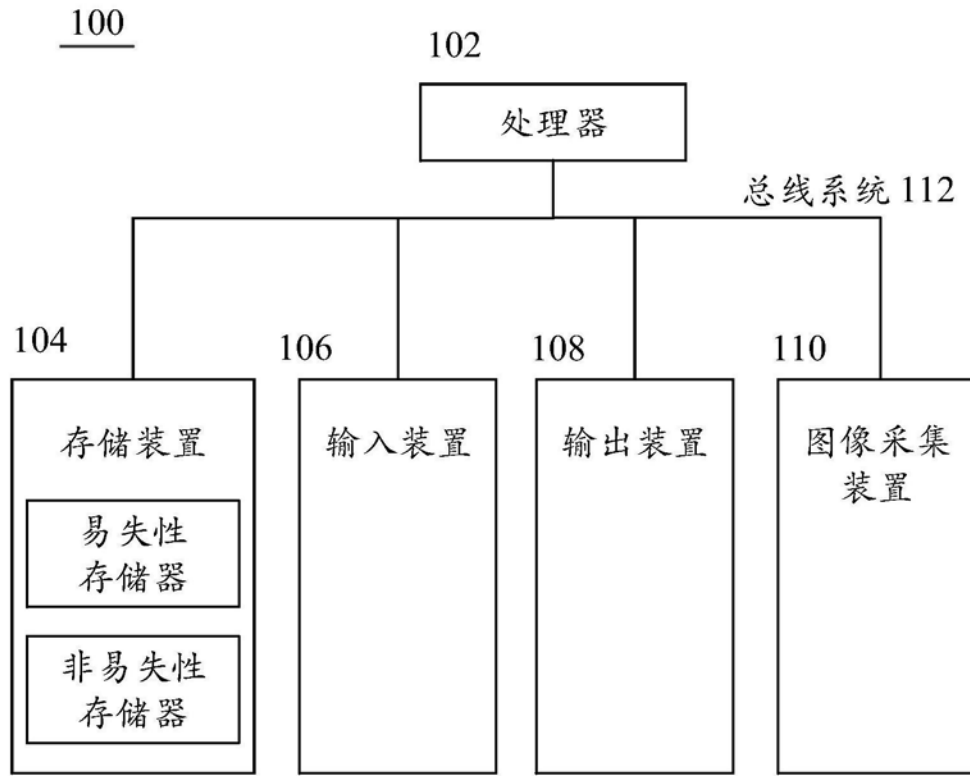 100
102
处理器
总线系统 112
104
106
108
110
存储装置
输入装置
输出装置
图像采集
装置
易失性
存储器
非易失性
存储器